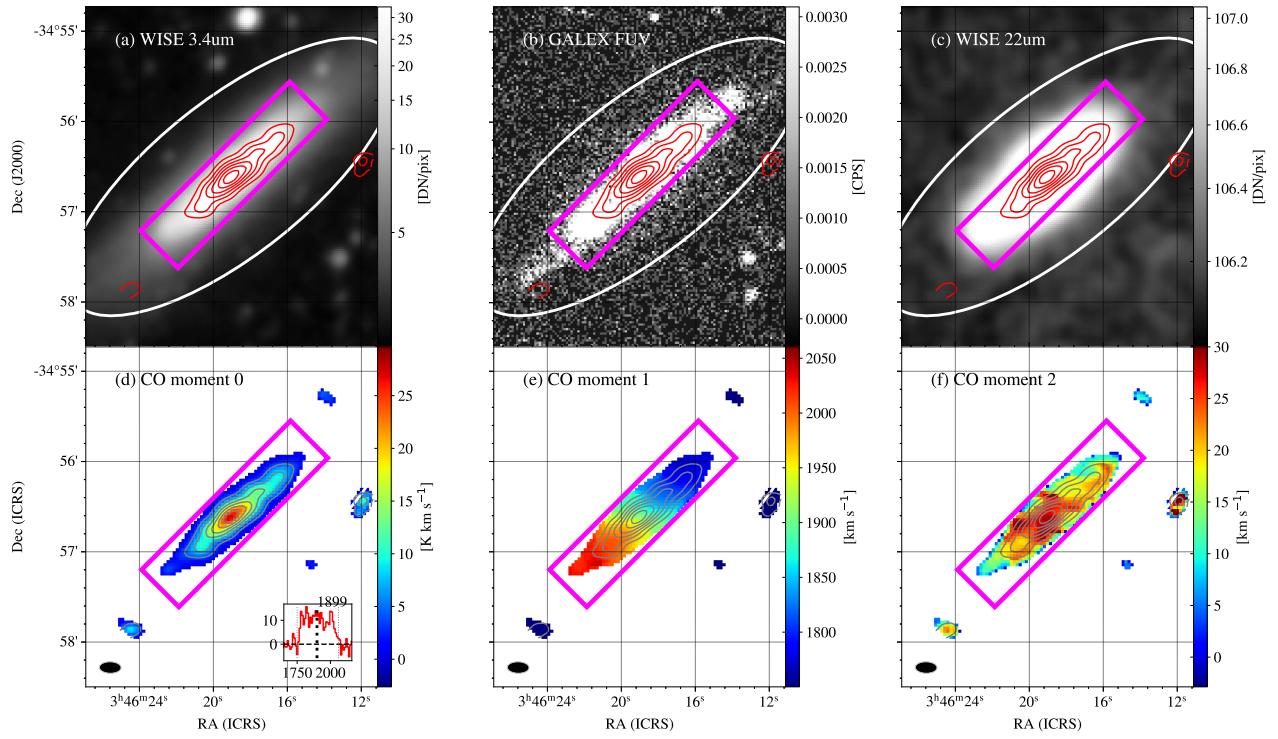 (a) WISE 3.4um
(b) GALEX FUV
(c) WISE 22um
-34°55'
56'
57'
58'
Dec (J2000)
30
25
20
15
10
5
[DN/pix]
0.0030
0.0025
0.0020
0.0015
0.0010
0.0005
0.0000
[CPS]
107.0
106.8
106.6
106.4
106.2
[DN/pix]
(d) CO moment 0
(e) CO moment 1
(f) CO moment 2
-34°55'
56'
57'
58'
Dec (ICRS)
25
20
15
10
5
0
[K km s⁻¹]
2050
2000
1950
1900
1850
1800
[km s⁻¹]
30
25
20
15
10
5
0
[km s⁻¹]
1899
10
0
1750 2000
3ʰ46ᵐ24ˢ 20ˢ 16ˢ 12ˢ
3ʰ46ᵐ24ˢ 20ˢ 16ˢ 12ˢ
3ʰ46ᵐ24ˢ 20ˢ 16ˢ 12ˢ
RA (ICRS)
RA (ICRS)
RA (ICRS)